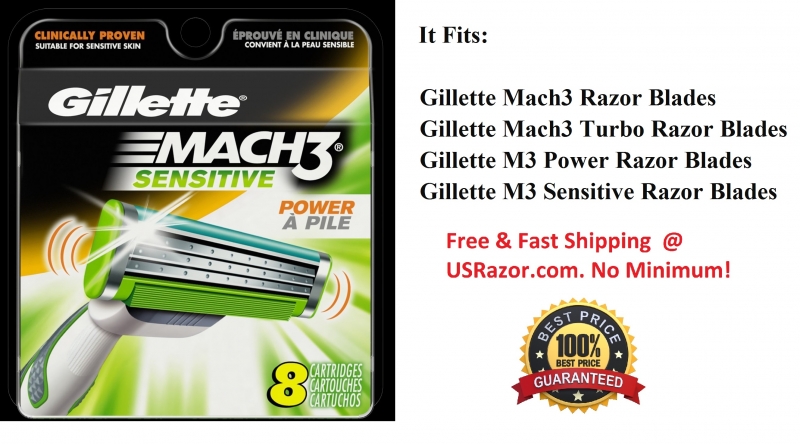 CLINICALLY PROVEN
SUITABLE FOR SENSITIVE SKIN
ÉPROUVÉ EN CLINIQUE
CONVIENT À LA PEAU SENSIBLE
Gillette®
MACH3®
SENSITIVE
POWER
À PILE
8 CARTRIDGES
CARTOUCHES
CARTUCHOS
It Fits:
Gillette Mach3 Razor Blades
Gillette Mach3 Turbo Razor Blades
Gillette M3 Power Razor Blades
Gillette M3 Sensitive Razor Blades
Free & Fast Shipping @
USRazor.com. No Minimum!
BEST PRICE
100%
BEST PRICE
GUARANTEED